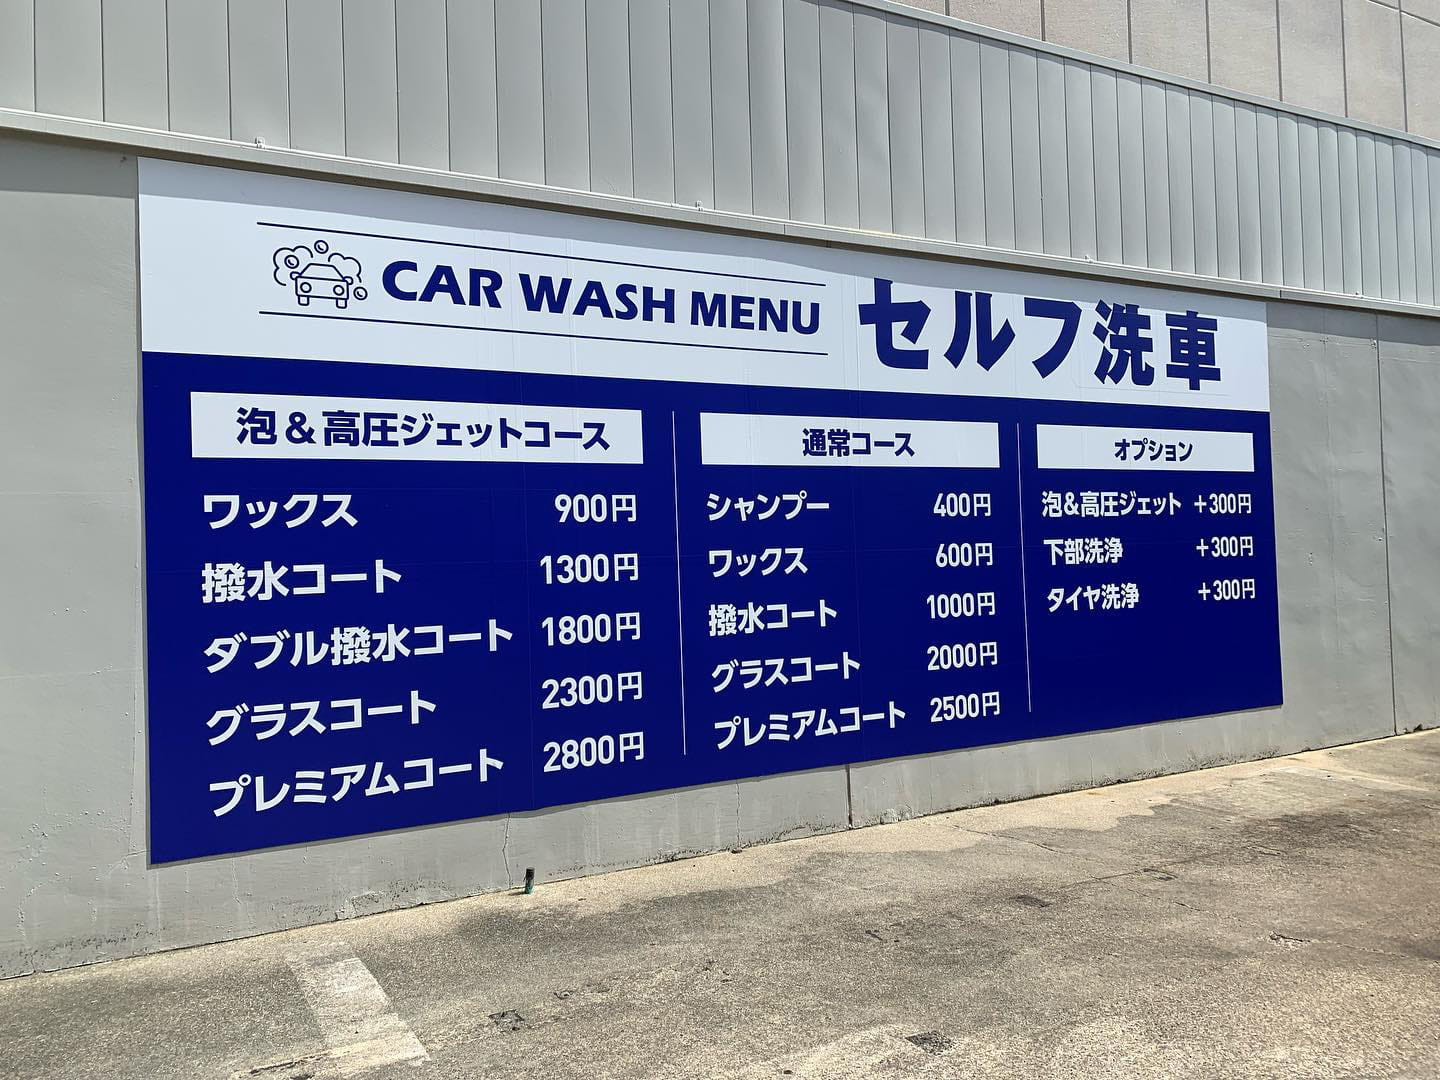 CAR WASH MENU
セルフ洗車
泡&高圧ジェットコース
ワックス 900円
撥水コート 1300円
ダブル撥水コート 1800円
グラスコート 2300円
プレミアムコート 2800円
通常コース
シャンプー 400円
ワックス 600円
撥水コート 1000円
グラスコート 2000円
プレミアムコート 2500円
オプション
泡&高圧ジェット +300円
下部洗浄 +300円
タイヤ洗浄 +300円